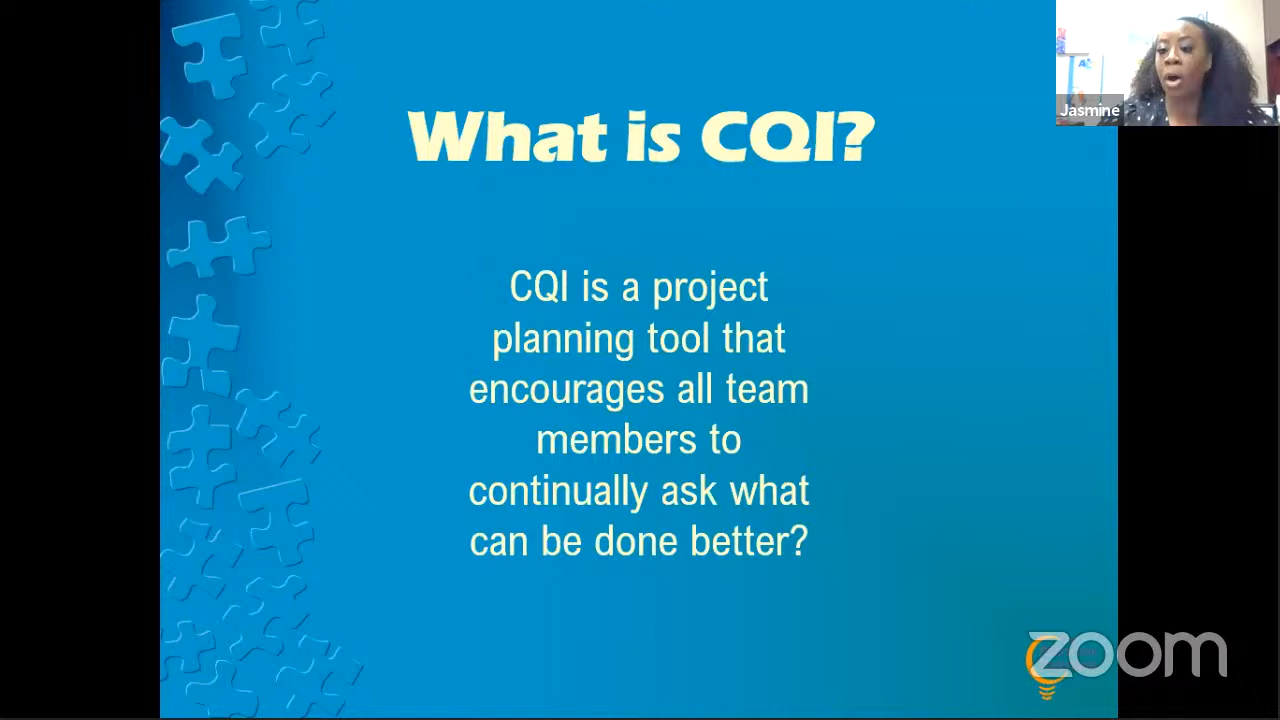 What is CQI?
CQI is a project
planning tool that
encourages all team
members to
continually ask what
can be done better?
Jasmine
zoom